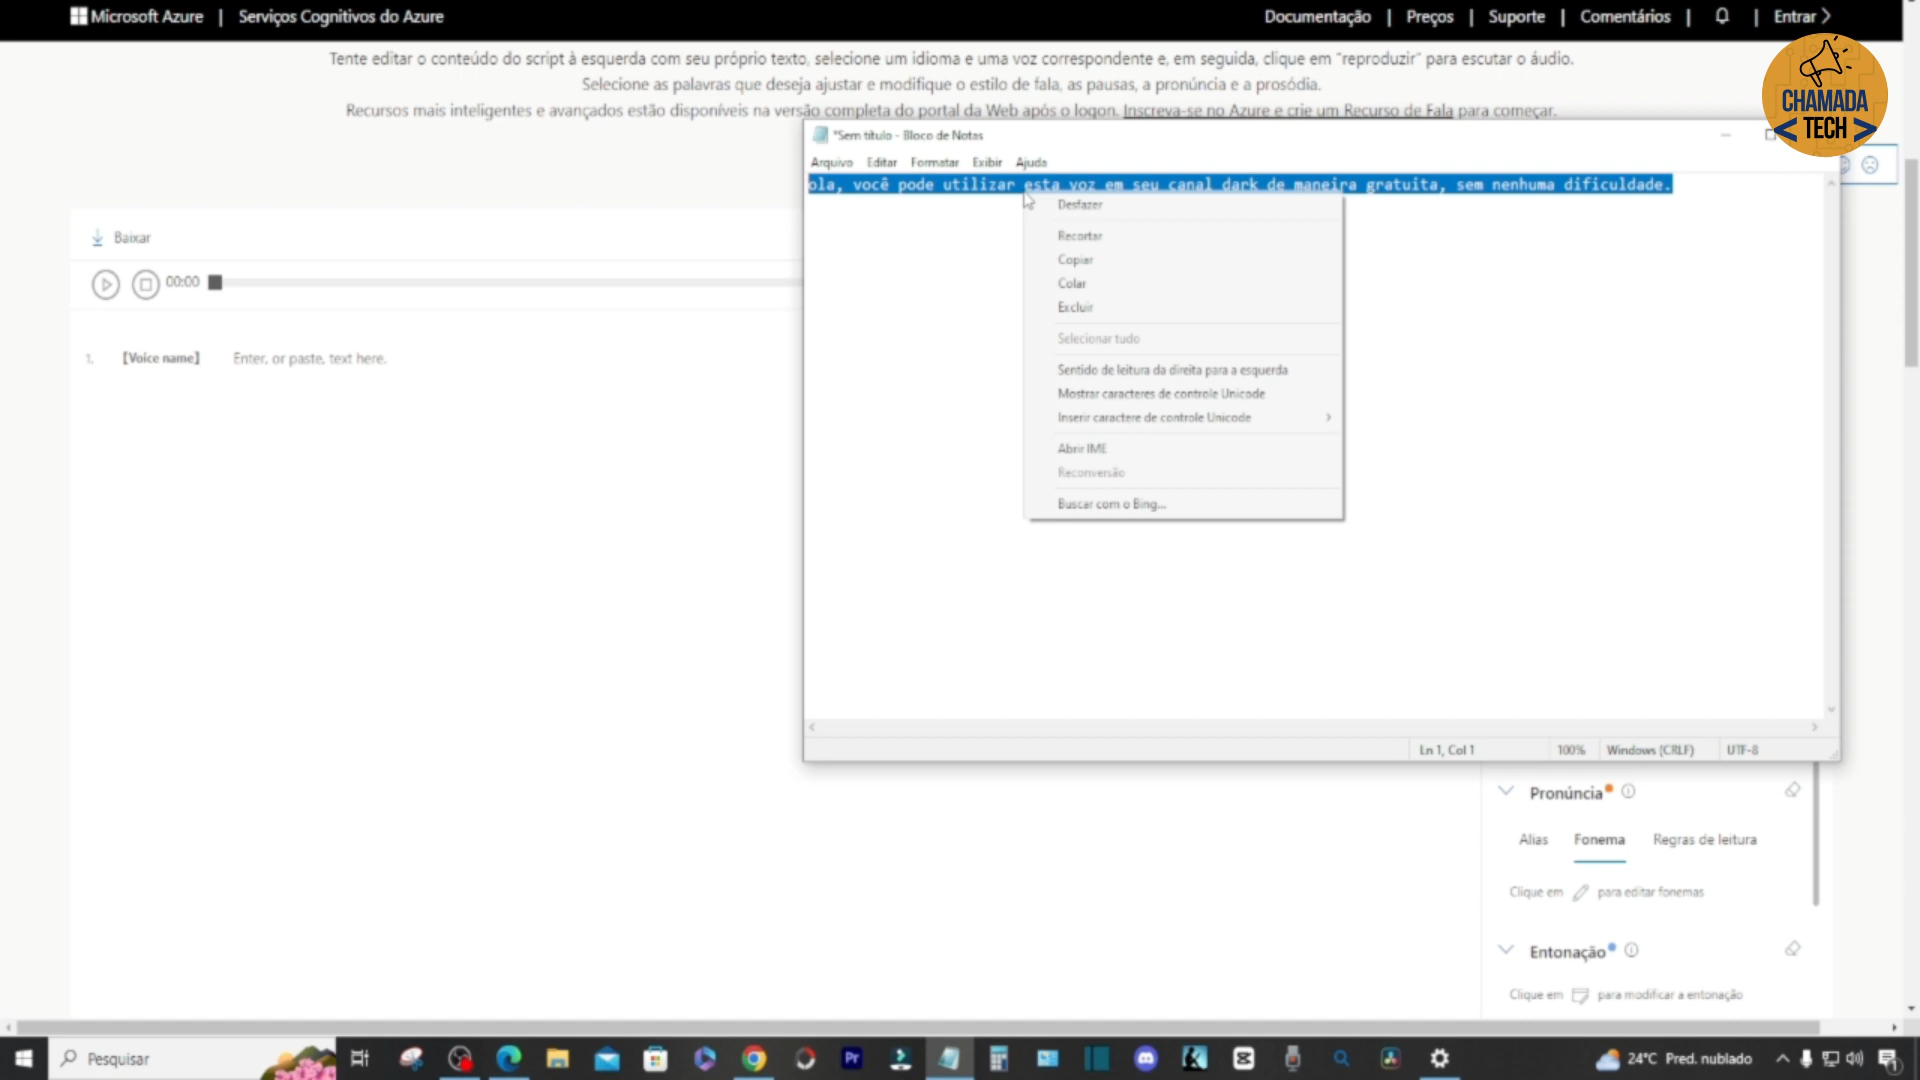 Microsoft Azure | Serviços Cognitivos do Azure Documentação | Preços | Suporte | Comentários | | Entrar
Tente editar o conteúdo do script à esquerda com seu próprio texto, selecione um idioma e uma voz correspondente e, em seguida, clique em "reproduzir" para escutar o áudio.
Selecione as palavras que deseja ajustar e modifique o estilo de fala, as pausas, a pronúncia e a prosódia.
Recursos mais inteligentes e avançados estão disponíveis na versão completa do portal da Web após o logon. Inscreva-se no Azure e crie um Recurso de Fala para começar.
CHAMADA
< TECH >
*Sem título - Bloco de Notas
Arquivo Editar Formatar Exibir Ajuda
ola, você pode utilizar esta voz em seu canal dark de maneira gratuita, sem nenhuma dificuldade.
Desfazer
Recortar
Copiar
Colar
Excluir
Selecionar tudo
Sentido de leitura da direita para a esquerda
Mostrar caracteres de controle Unicode
Inserir caractere de controle Unicode
Abrir IME
Reconversão
Buscar com o Bing...
Ln 1, Col 1 100% Windows (CRLF) UTF-8
Baixar
00:00
1. [Voice name] Enter, or paste, text here.
Pronúncia
Alias Fonema Regras de leitura
Clique em para editar fonemas
Entonação
Clique em para modificar a entonação
Pesquisar
Pr
24°C Pred. nublado
1